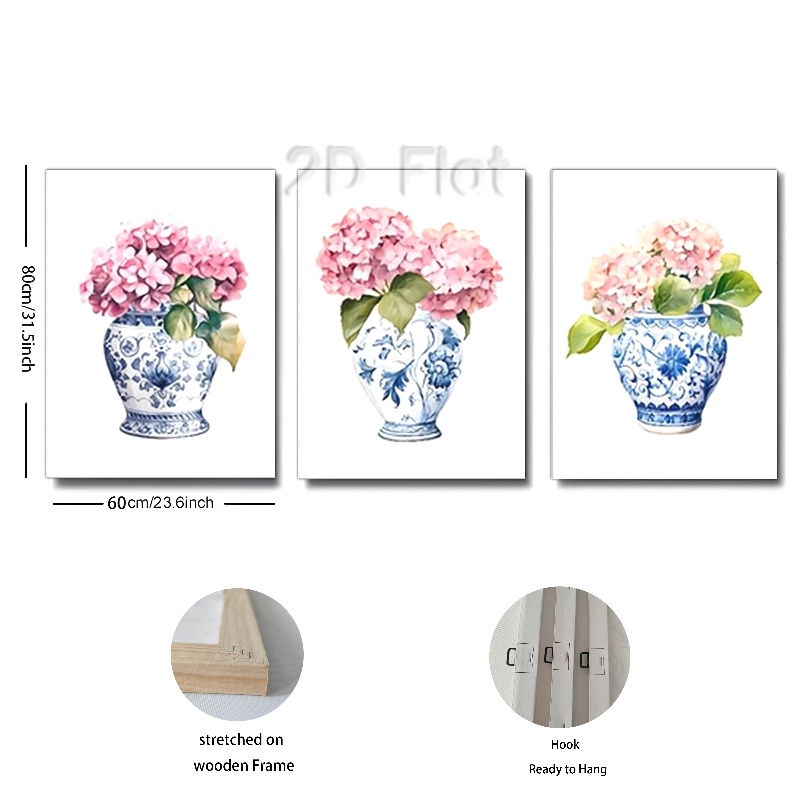 2D Flat
80cm/31.5inch
60cm/23.6inch
stretched on
wooden Frame
Hook
Ready to Hang